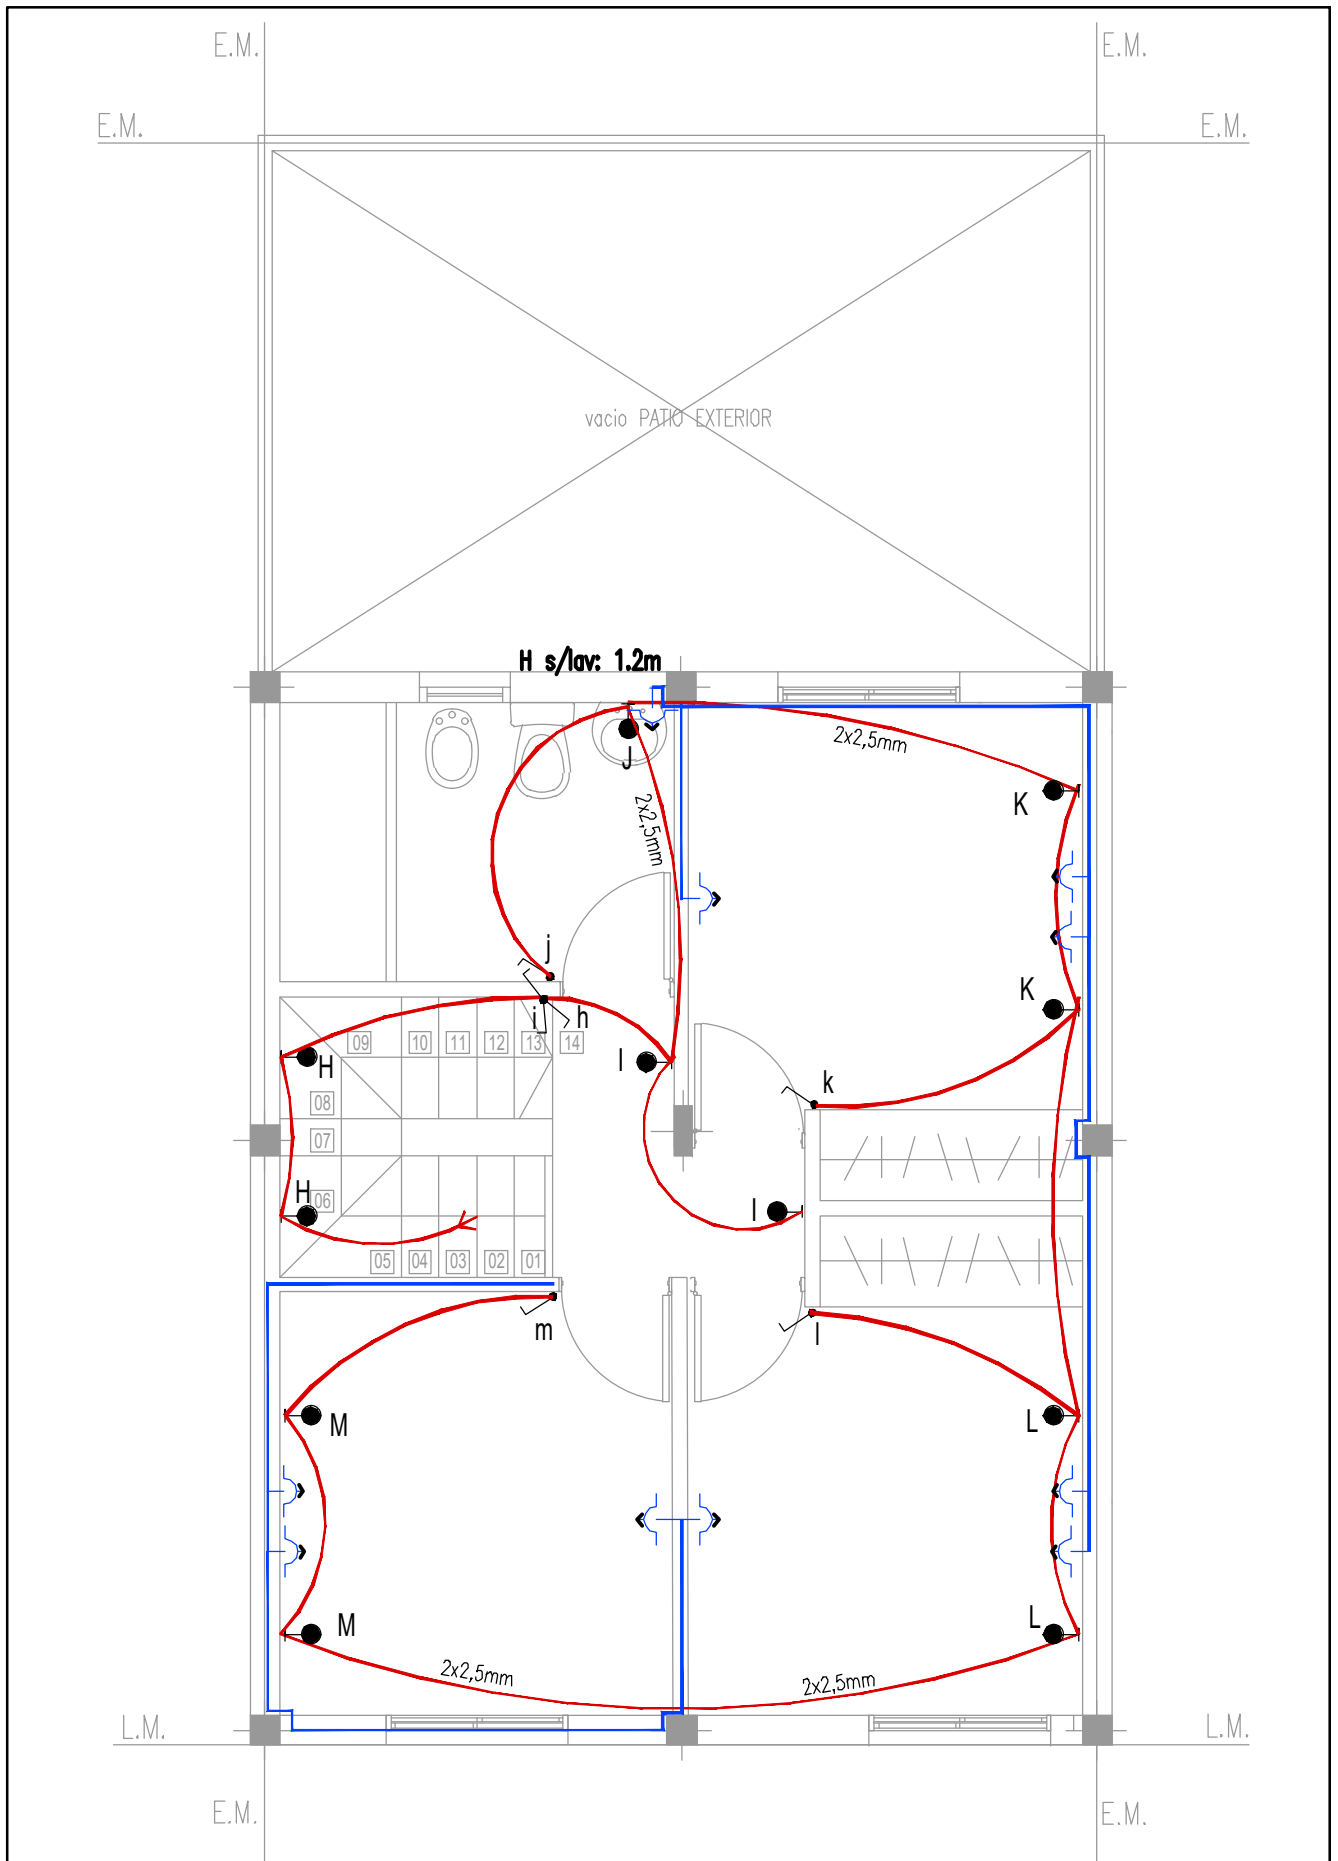 E.M. E.M.
E.M. E.M.
vacio PATIO EXTERIOR
H s/lav: 1.2m
2x2,5mm
J
K
2x2,5mm
j
K
i h
09 10 11 12 13 14
H I
k
08
07
H 06
I
05 04 03 02 01
m l
M L
M L
2x2,5mm 2x2,5mm
L.M. L.M.
E.M. E.M.